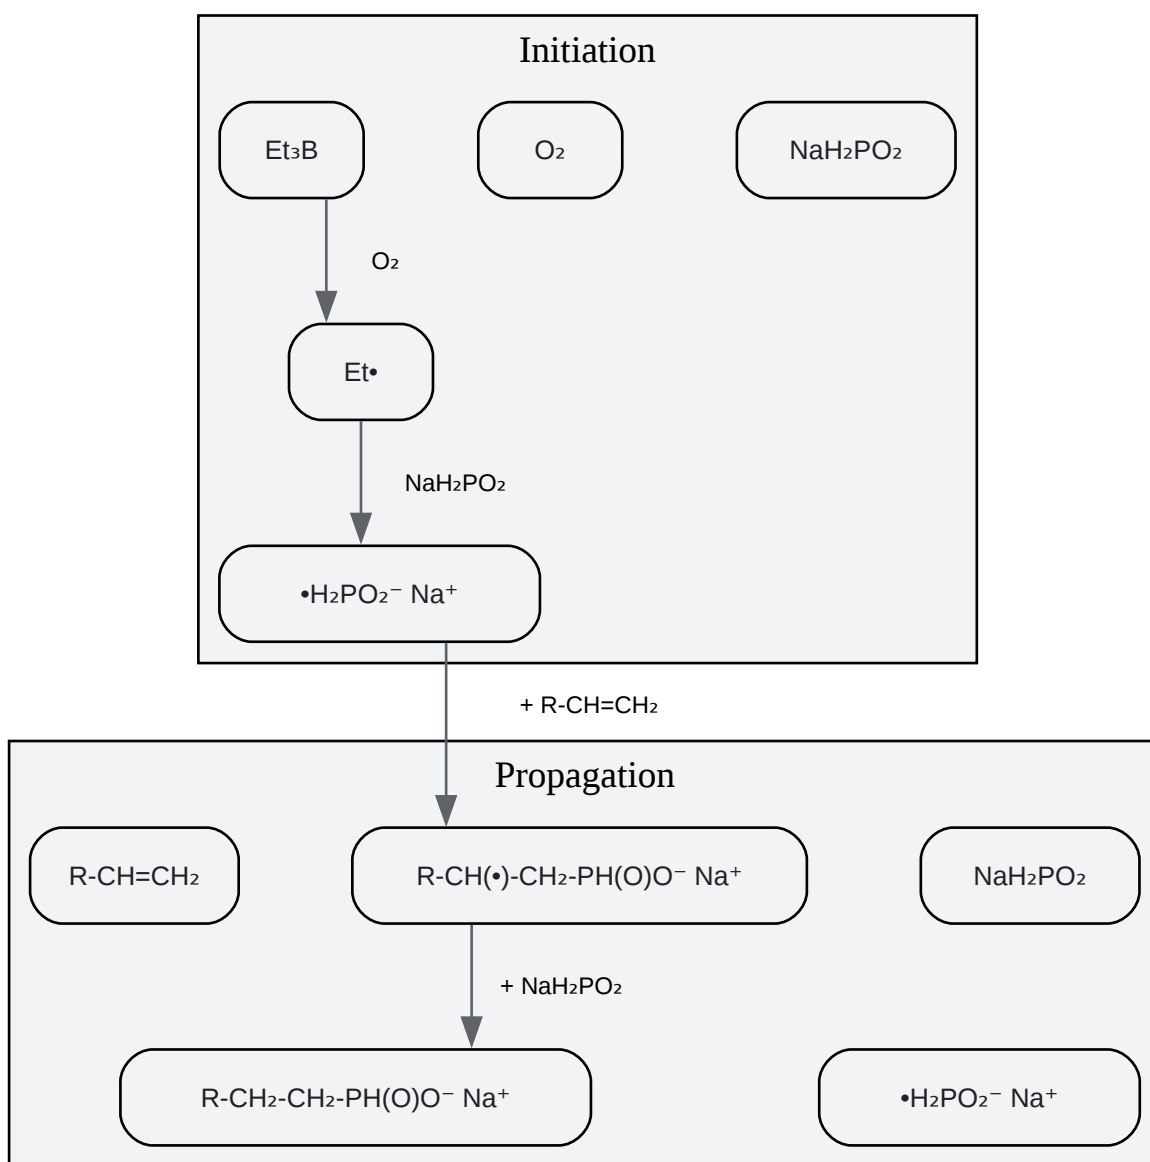 Initiation
Et₃B
O₂
NaH₂PO₂
O₂
Et•
NaH₂PO₂
•H₂PO₂⁻ Na⁺
+ R-CH=CH₂
Propagation
R-CH=CH₂
R-CH(•)-CH₂-PH(O)O⁻ Na⁺
NaH₂PO₂
+ NaH₂PO₂
R-CH₂-CH₂-PH(O)O⁻ Na⁺
•H₂PO₂⁻ Na⁺